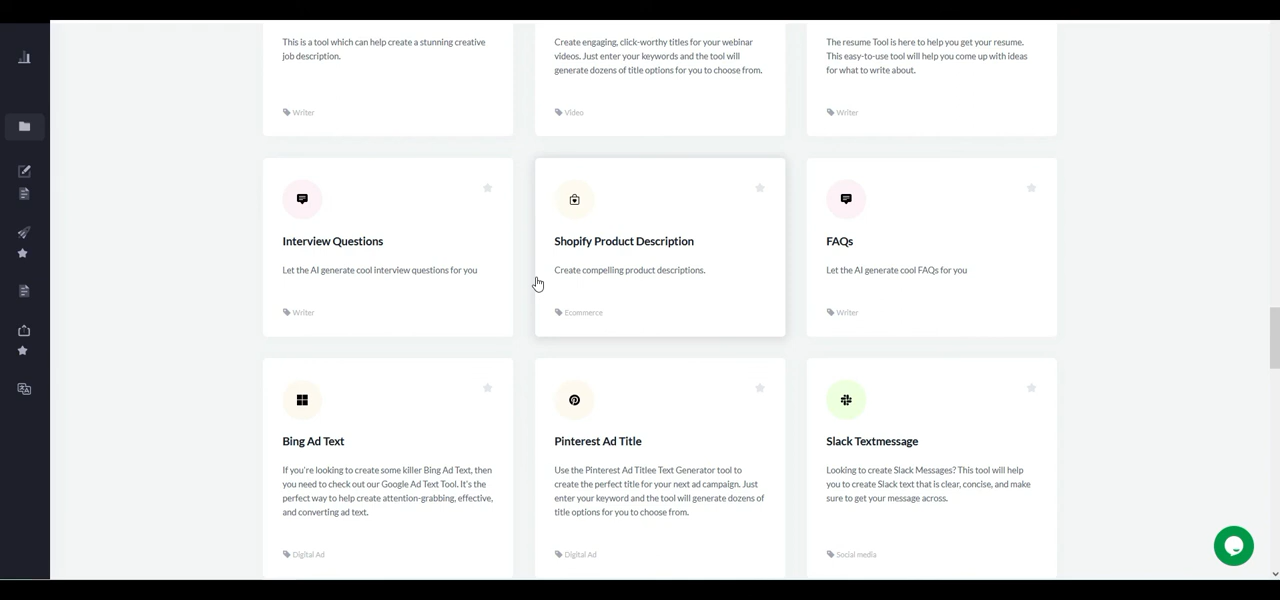 This is a tool which can help create a stunning creative
job description.
Writer
Create engaging, click-worthy titles for your webinar
videos. Just enter your keywords and the tool will
generate dozens of title options for you to choose from.
Video
The resume Tool is here to help you get your resume.
This easy-to-use tool will help you come up with ideas
for what to write about.
Writer
Interview Questions
Let the AI generate cool interview questions for you
Writer
Shopify Product Description
Create compelling product descriptions.
Ecommerce
FAQs
Let the AI generate cool FAQs for you
Writer
Bing Ad Text
If you're looking to create some killer Bing Ad Text, then
you need to check out our Google Ad Text Tool. It's the
perfect way to help create attention-grabbing, effective,
and converting ad text.
Digital Ad
Pinterest Ad Title
Use the Pinterest Ad Titlee Text Generator tool to
create the perfect title for your next ad campaign. Just
enter your keyword and the tool will generate dozens of
title options for you to choose from.
Digital Ad
Slack Textmessage
Looking to create Slack Messages? This tool will help
you to create Slack text that is clear, concise, and make
sure to get your message across.
Social media